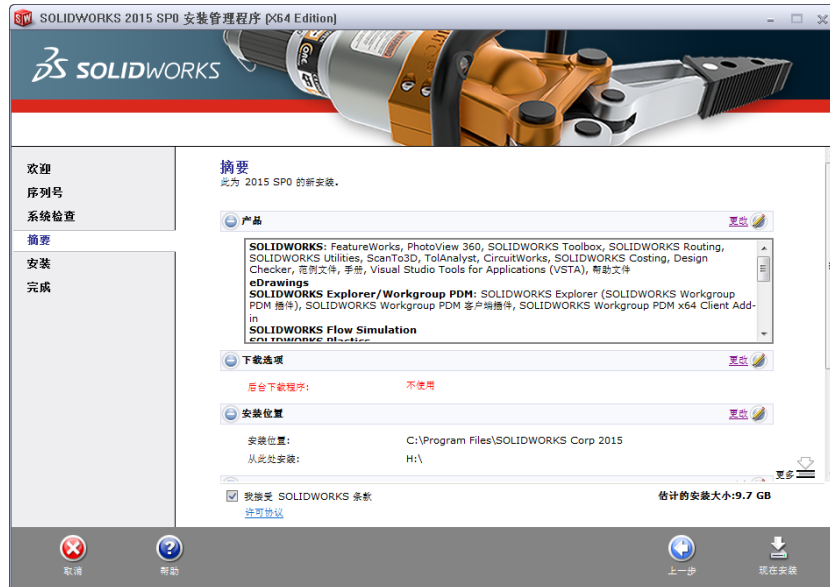 SOLIDWORKS 2015 SP0 安装管理程序 [X64 Edition]
SOLIDWORKS
欢迎
序列号
系统检查
摘要
安装
完成
摘要
此为 2015 SP0 的新安装。
产品
更改
SOLIDWORKS: FeatureWorks, PhotoView 360, SOLIDWORKS Toolbox, SOLIDWORKS Routing,
SOLIDWORKS Utilities, ScanTo3D, TolAnalyst, CircuitWorks, SOLIDWORKS Costing, Design
Checker, 范例文件, 手册, Visual Studio Tools for Applications (VSTA), 帮助文件
eDrawings
SOLIDWORKS Explorer/Workgroup PDM: SOLIDWORKS Explorer (SOLIDWORKS Workgroup
PDM 插件), SOLIDWORKS Workgroup PDM 客户端插件, SOLIDWORKS Workgroup PDM x64 Client Add-
in
SOLIDWORKS Flow Simulation
SOLIDWORKS Plastics
下载选项
更改
后台下载程序:
不使用
安装位置
更改
安装位置:
C:\Program Files\SOLIDWORKS Corp 2015
从此处安装:
H:\
更多
我接受 SOLIDWORKS 条款
估计的安装大小:9.7 GB
许可协议
取消
帮助
上一步
现在安装